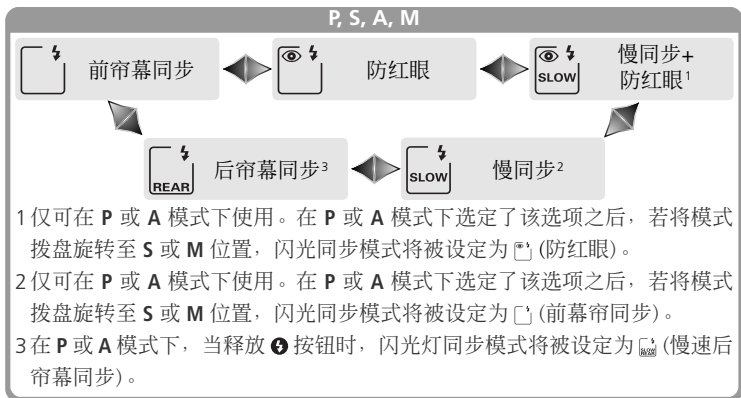 P, S, A, M
前帘幕同步
防红眼
SLOW
慢同步+
防红眼¹
REAR
后帘幕同步³
SLOW
慢同步²
1仅可在 P 或 A 模式下使用。在 P 或 A 模式下选定了该选项之后，若将模式
拨盘旋转至 S 或 M 位置，闪光同步模式将被设定为 (防红眼)。
2仅可在 P 或 A 模式下使用。在 P 或 A 模式下选定了该选项之后，若将模式
拨盘旋转至 S 或 M 位置，闪光同步模式将被设定为 (前幕帘同步)。
3在 P 或 A 模式下，当释放 按钮时，闪光灯同步模式将被设定为 (慢速后
帘幕同步)。